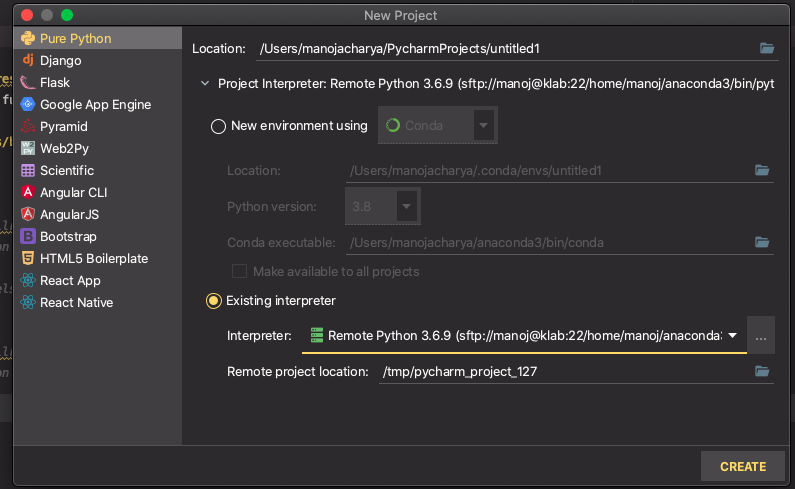 New Project
Pure Python
Django
Flask
Google App Engine
Pyramid
Web2Py
Scientific
Angular CLI
AngularJS
Bootstrap
HTML5 Boilerplate
React App
React Native
Location: /Users/manojacharya/PycharmProjects/untitled1
Project Interpreter: Remote Python 3.6.9 (sftp://manoj@klab:22/home/manoj/anaconda3/bin/pyt
New environment using Conda
Location: /Users/manojacharya/.conda/envs/untitled1
Python version: 3.8
Conda executable: /Users/manojacharya/anaconda3/bin/conda
Make available to all projects
Existing interpreter
Interpreter: Remote Python 3.6.9 (sftp://manoj@klab:22/home/manoj/anaconda3
...
Remote project location: /tmp/pycharm_project_127
CREATE